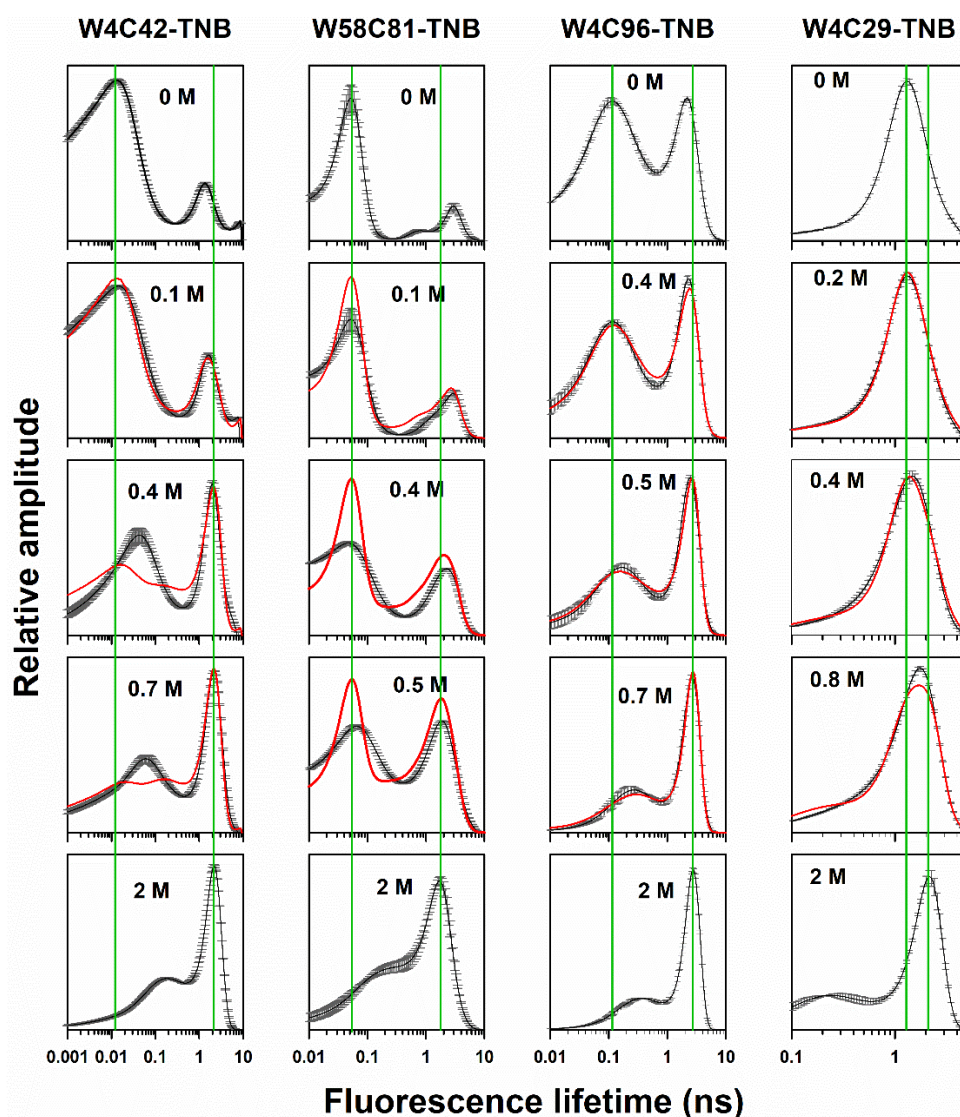 W4C42-TNB W58C81-TNB W4C96-TNB W4C29-TNB
0 M 0 M 0 M 0 M
0.1 M 0.1 M 0.4 M 0.2 M
0.4 M 0.4 M 0.5 M 0.4 M
0.7 M 0.5 M 0.7 M 0.8 M
2 M 2 M 2 M 2 M
0.001 0.01 0.1 1 10 0.01 0.1 1 10 0.01 0.1 1 10 0.1 1
Relative amplitude
Fluorescence lifetime (ns)